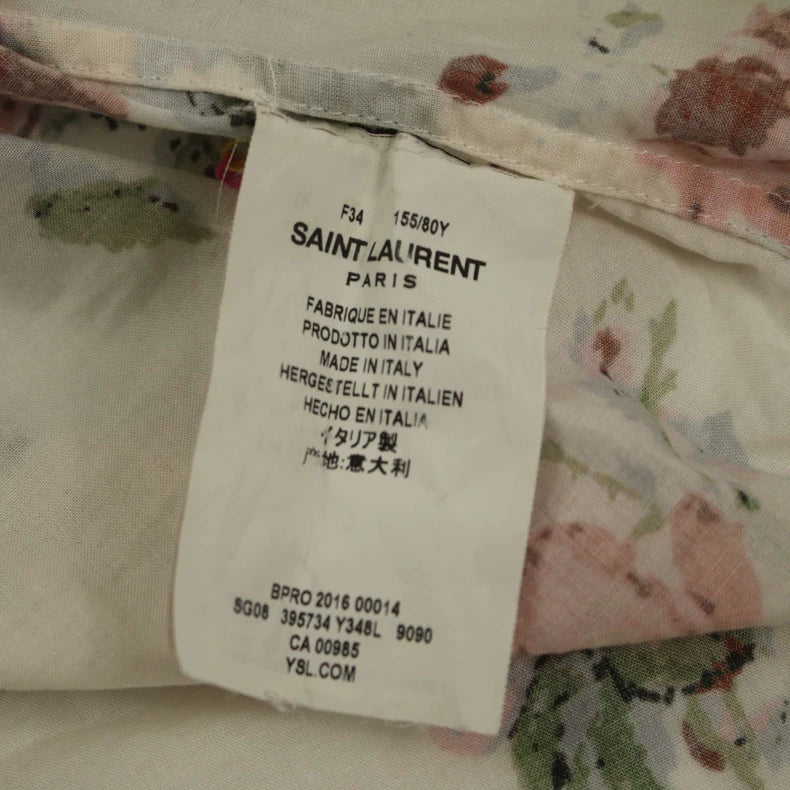 F34 155/80Y
SAINT LAURENT
PARIS
FABRIQUE EN ITALIE
PRODOTTO IN ITALIA
MADE IN ITALY
HERGESTELLT IN ITALIEN
HECHO EN ITALIA
イタリア製
产地:意大利
BPRO 2016 00014
SG08 395734 Y348L 9090
CA 00985
YSL.COM